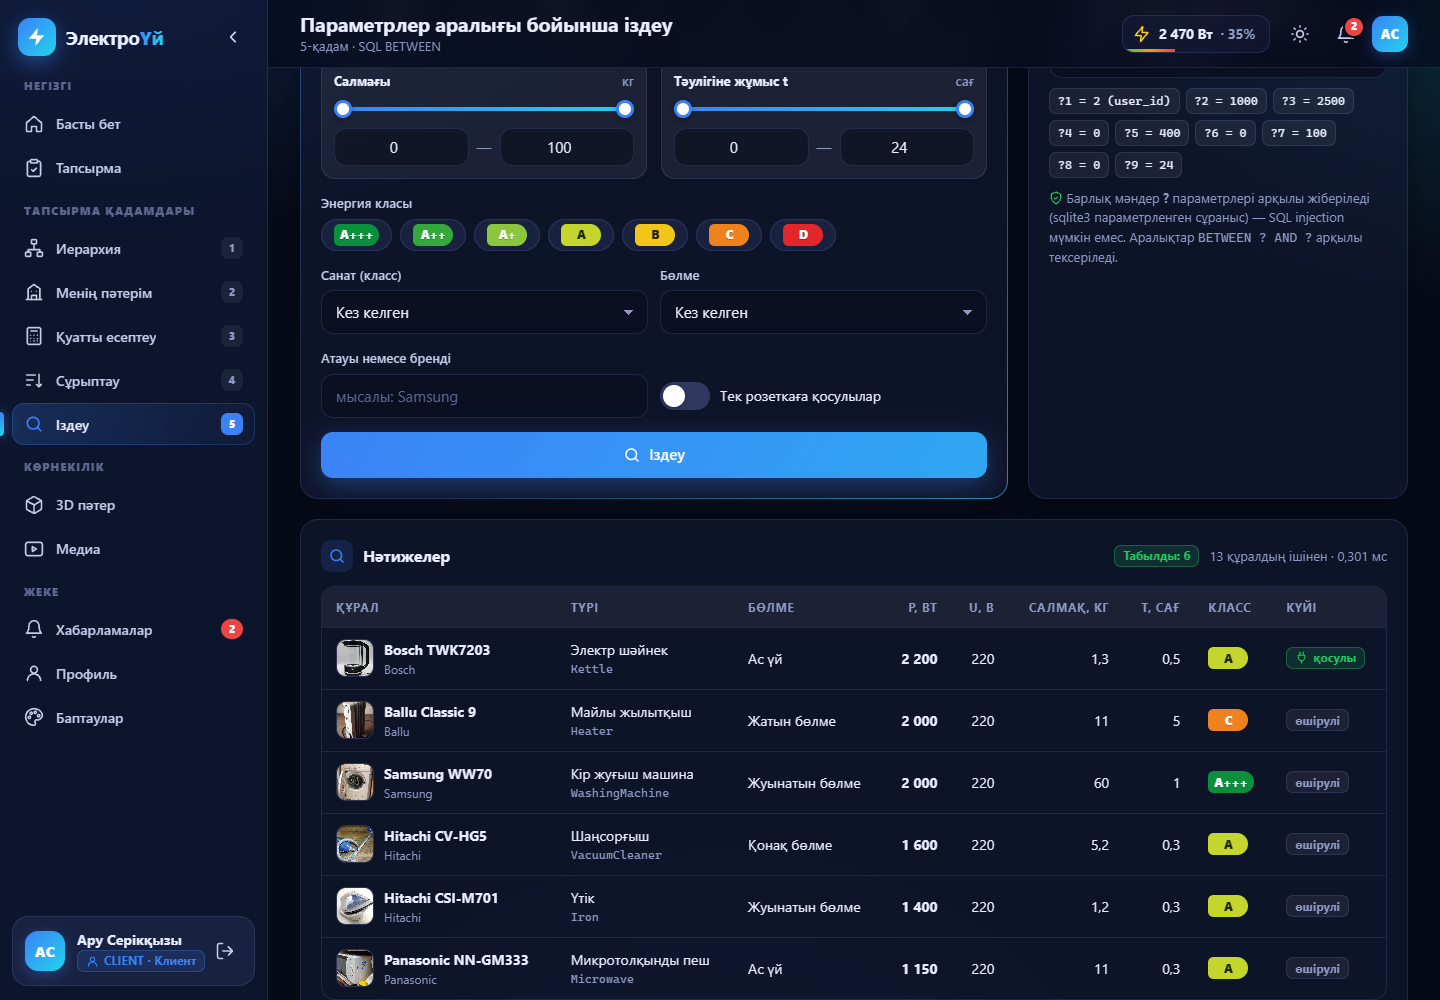 ЭлектроҮй
НЕГІЗГІ
Басты бет
Тапсырма
ТАПСЫРМА ҚАДАМДАРЫ
Иерархия 1
Менің пәтерім 2
Қуатты есептеу 3
Сұрыптау 4
Іздеу 5
КӨРНЕКІЛІК
3D пәтер
Медиа
ЖЕКЕ
Хабарламалар 2
Профиль
Баптаулар
АС
Ару Серікқызы
CLIENT · Клиент
Параметрлер аралығы бойынша іздеу
5-қадам · SQL BETWEEN
2 470 Вт · 35%
2
АС
Салмағы кг
0 — 100
Тәулігіне жұмыс t сағ
0 — 24
Энергия класы
A+++ A++ A+ A B C D
Санат (класс)
Кез келген
Бөлме
Кез келген
Атауы немесе бренді
мысалы: Samsung
Тек розеткаға қосулылар
Іздеу
?1 = 2 (user_id) ?2 = 1000 ?3 = 2500
?4 = 0 ?5 = 400 ?6 = 0 ?7 = 100
?8 = 0 ?9 = 24
Барлық мәндер ? параметрлері арқылы жіберіледі
(sqlite3 параметрленген сұраныс) — SQL injection
мүмкін емес. Аралықтар BETWEEN ? AND ? арқылы
тексеріледі.
Нәтижелер
Табылды: 6 13 құралдың ішінен · 0,301 мс
ҚҰРАЛ ТҮРІ БӨЛМЕ P, ВТ U, В САЛМАҚ, КГ T, САҒ КЛАСС КҮЙІ
Bosch TWK7203 Электр шәйнек Ас үй 2 200 220 1,3 0,5 A қосулы
Bosch Kettle
Ballu Classic 9 Майлы жылытқыш Жатын бөлме 2 000 220 11 5 C өшірулі
Ballu Heater
Samsung WW70 Кір жуғыш машина Жуынатын бөлме 2 000 220 60 1 A+++ өшірулі
Samsung WashingMachine
Hitachi CV-HG5 Шаңсорғыш Қонақ бөлме 1 600 220 5,2 0,3 A өшірулі
Hitachi VacuumCleaner
Hitachi CSI-M701 Үтік Жуынатын бөлме 1 400 220 1,2 0,3 A өшірулі
Hitachi Iron
Panasonic NN-GM333 Микротолқынды пеш Ас үй 1 150 220 11 0,3 A өшірулі
Panasonic Microwave